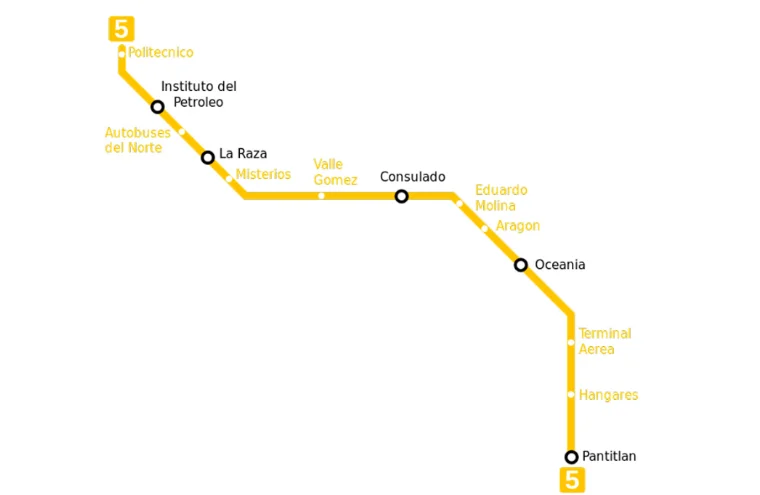 5
Politecnico
Instituto del
Petroleo
Autobuses
del Norte
La Raza
Misterios
Valle
Gomez
Consulado
Eduardo
Molina
Aragon
Oceania
Terminal
Aerea
Hangares
Pantitlan
5